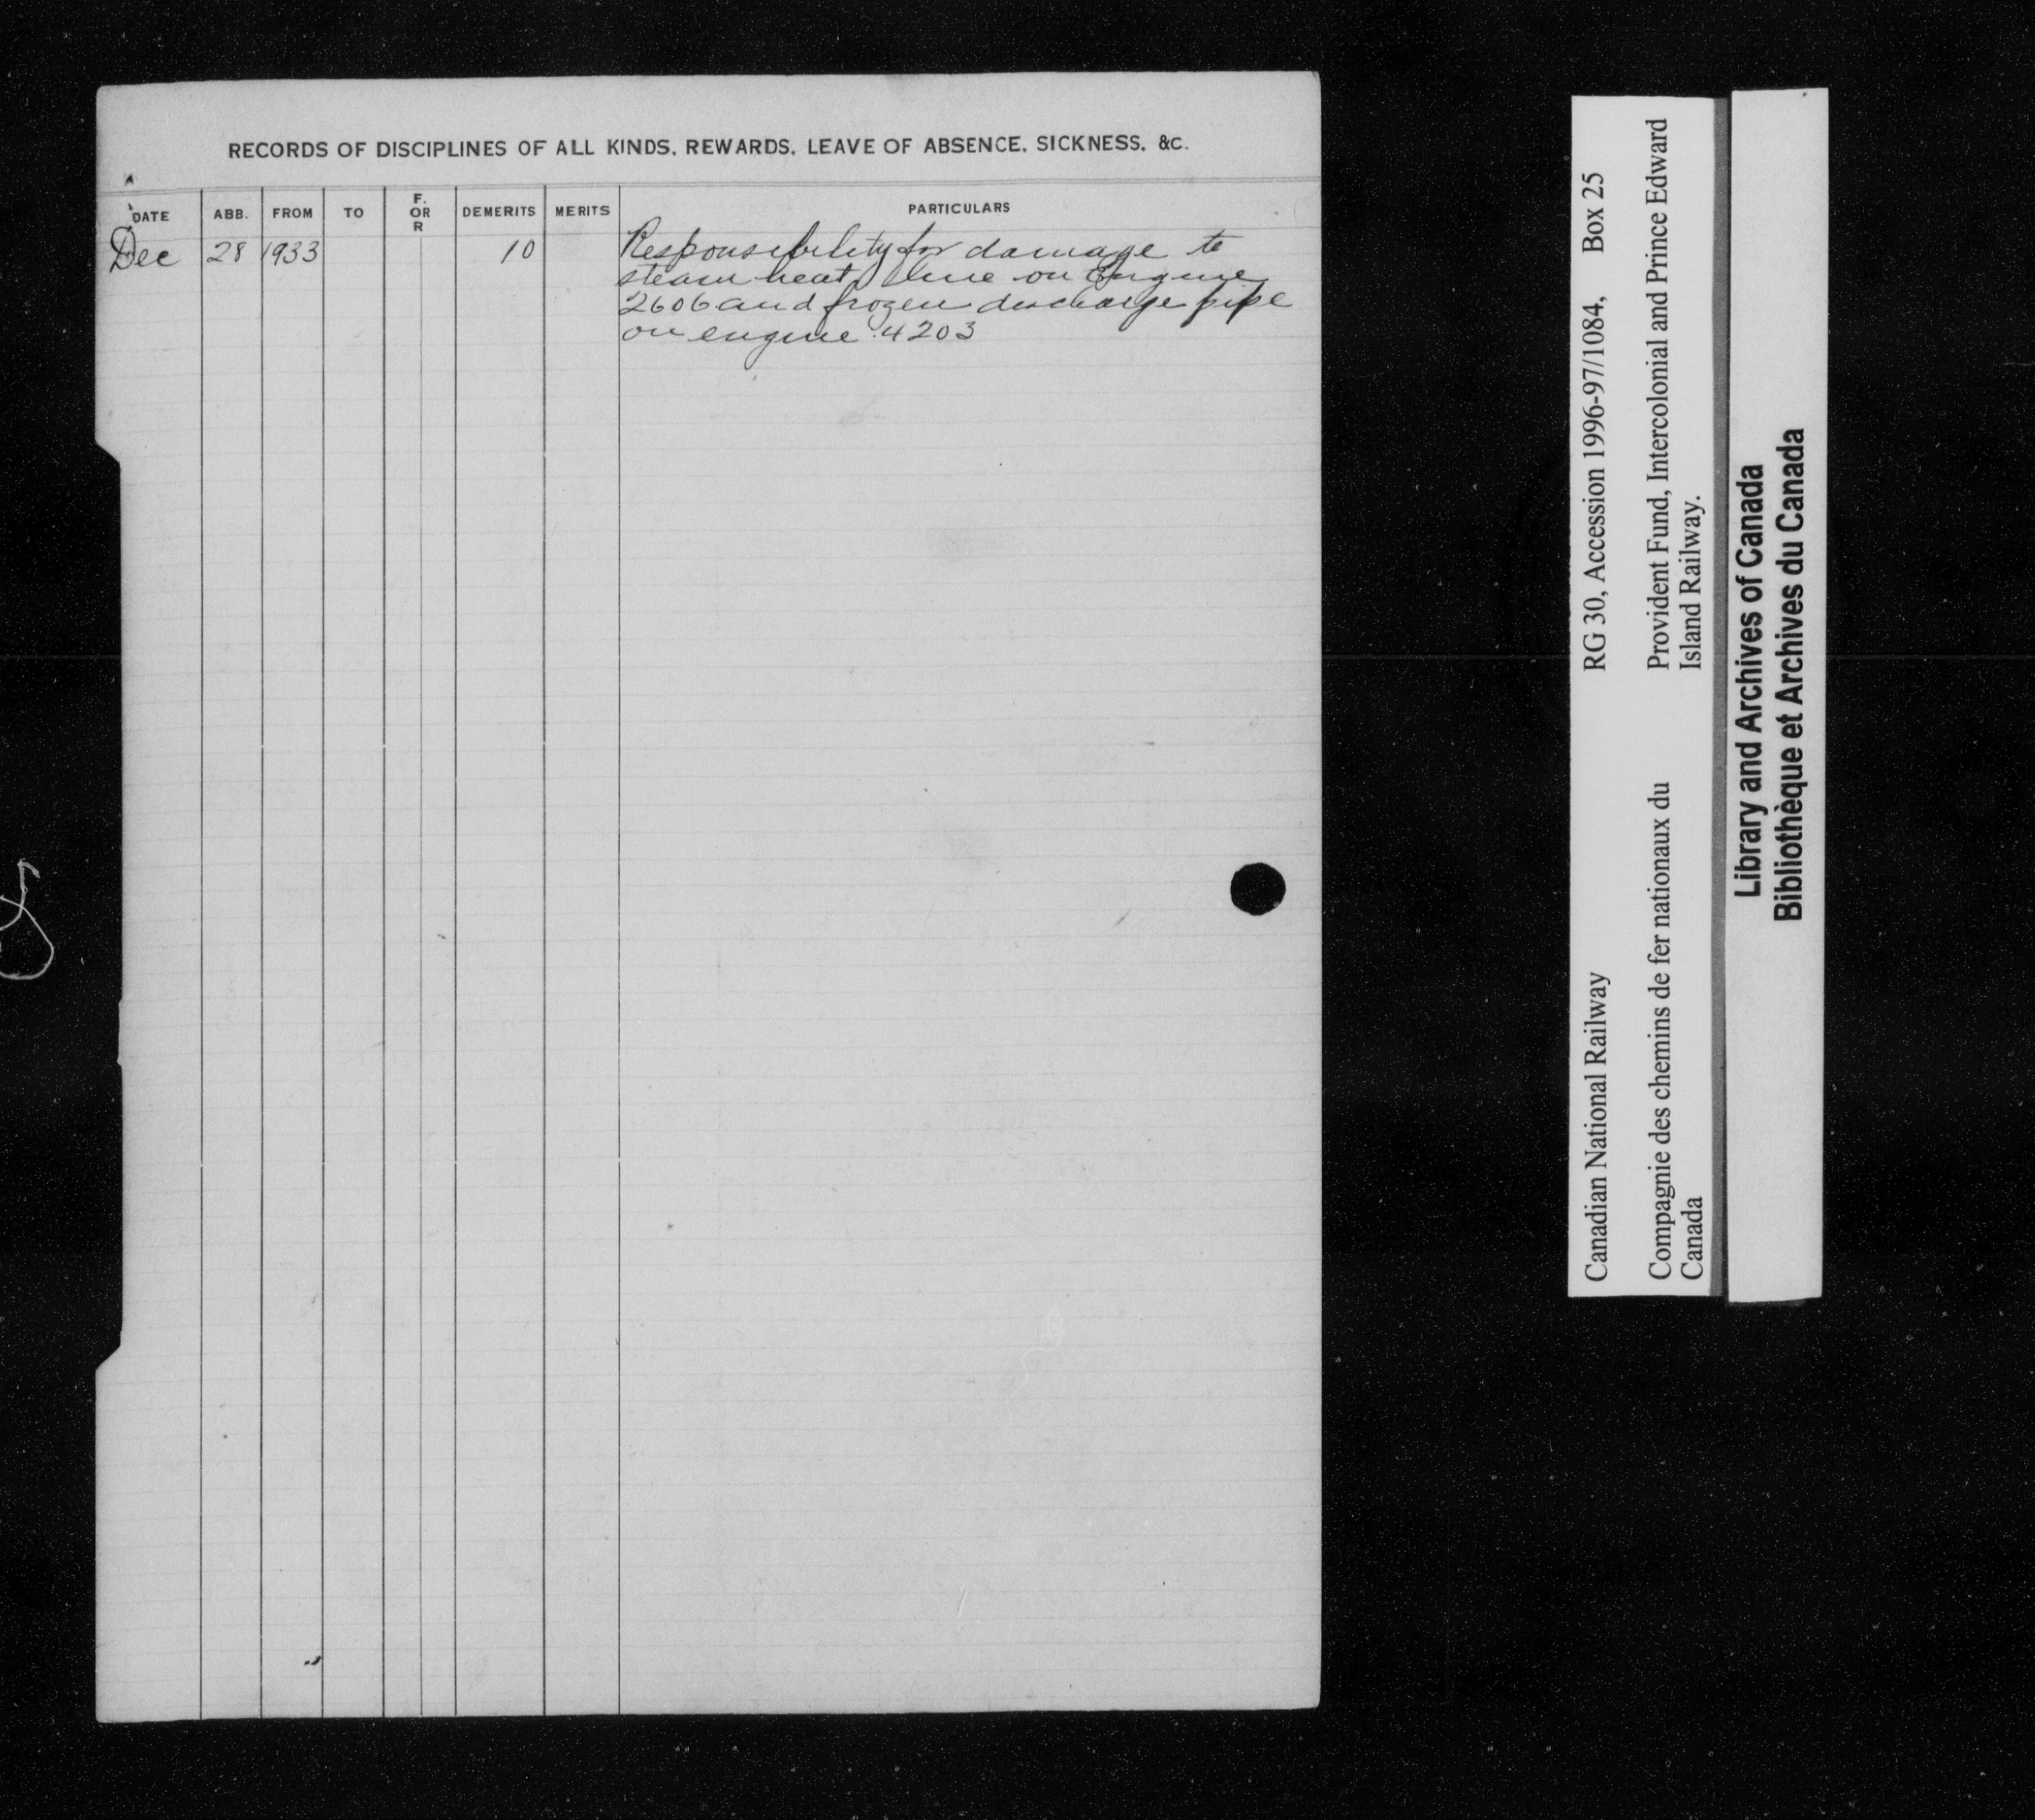 RECORDS OF DISCIPLINES OF ALL KINDS, REWARDS, LEAVE OF ABSENCE, SICKNESS, &C.
DATE ABB. FROM TO F. OR R DEMERITS MERITS PARTICULARS
Dec 28 1933 10 Responsibility for damage to
steam heat line on Engine
2606 and frozen discharge pipe
on engine 4203
Canadian National Railway RG 30, Accession 1996-97/1084, Box 25
Compagnie des chemins de fer nationaux du Provident Fund, Intercolonial and Prince Edward
Canada Island Railway.
Library and Archives of Canada
Bibliothèque et Archives du Canada